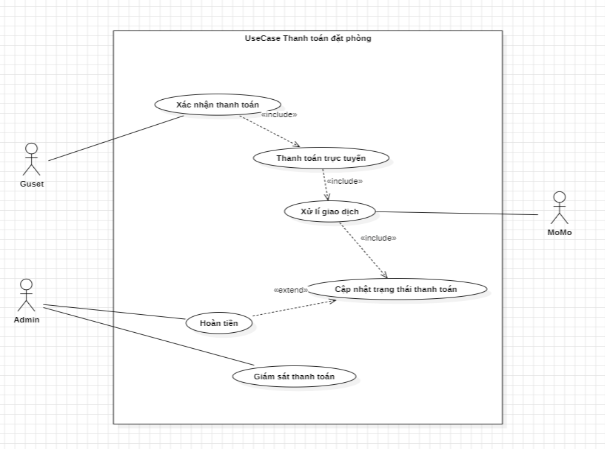 UseCase Thanh toán đặt phòng
Xác nhận thanh toán
«include»
Thanh toán trực tuyến
Guset
«include»
Xử lí giao dịch
MoMo
«include»
Cập nhật trạng thái thanh toán
«extend»
Admin
Hoàn tiền
Giám sát thanh toán